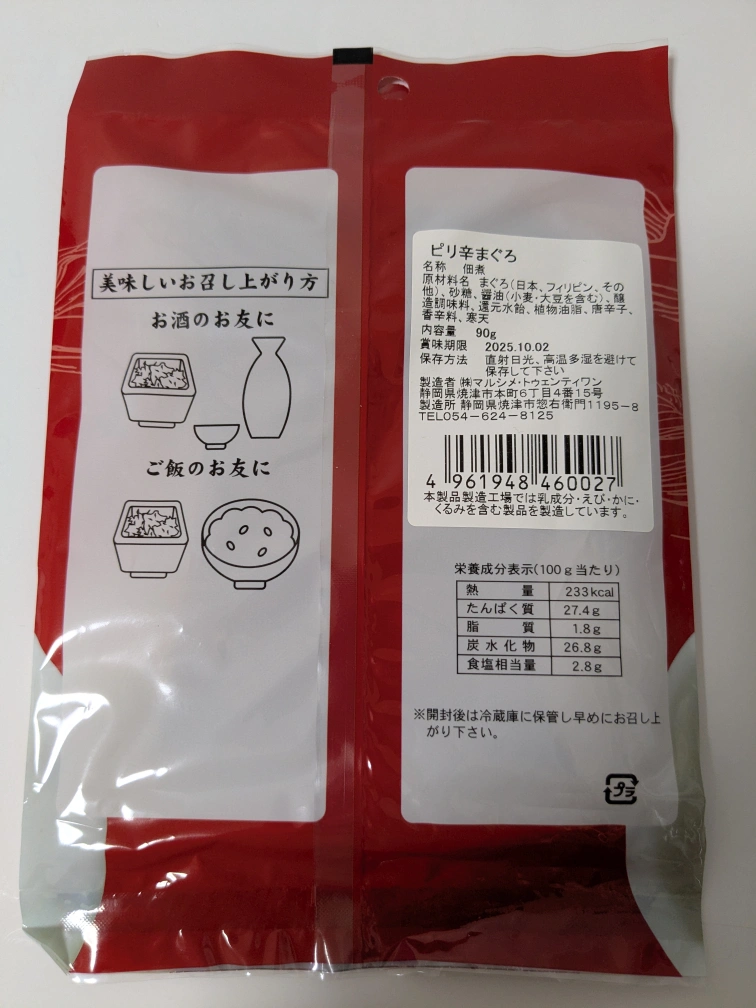 美味しいお召し上がり方
お酒のお友に
ご飯のお友に
ピリ辛まぐろ
名称 佃煮
原材料名 まぐろ(日本、フィリピン、その
他)、砂糖、醤油(小麦・大豆を含む)、醸
造調味料、還元水飴、植物油脂、唐辛子、
香辛料、寒天
内容量 90g
賞味期限 2025.10.02
保存方法 直射日光、高温多湿を避けて
保存して下さい
製造者 ㈱マルシメ・トゥエンティワン
静岡県焼津市本町6丁目4番15号
製造所 静岡県焼津市惣右衛門1195-8
TEL054-624-8125
4 961948 460027
本製品製造工場では乳成分・えび・かに・
くるみを含む製品を製造しています。
栄養成分表示(100g当たり)
熱量 233kcal
たんぱく質 27.4g
脂質 1.8g
炭水化物 26.8g
食塩相当量 2.8g
※開封後は冷蔵庫に保管し早めにお召し上
がり下さい。
プラ